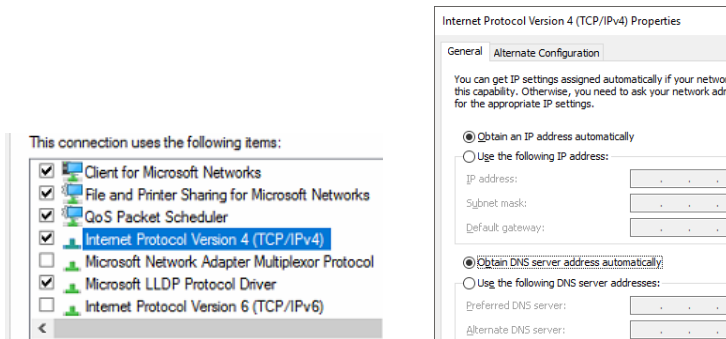 This connection uses the following items:
Client for Microsoft Networks
File and Printer Sharing for Microsoft Networks
QoS Packet Scheduler
Internet Protocol Version 4 (TCP/IPv4)
Microsoft Network Adapter Multiplexor Protocol
Microsoft LLDP Protocol Driver
Internet Protocol Version 6 (TCP/IPv6)
Internet Protocol Version 4 (TCP/IPv4) Properties
General Alternate Configuration
You can get IP settings assigned automatically if your networ
this capability. Otherwise, you need to ask your network adr
for the appropriate IP settings.
Obtain an IP address automatically
Use the following IP address:
IP address:
Subnet mask:
Default gateway:
Obtain DNS server address automatically
Use the following DNS server addresses:
Preferred DNS server:
Alternate DNS server: